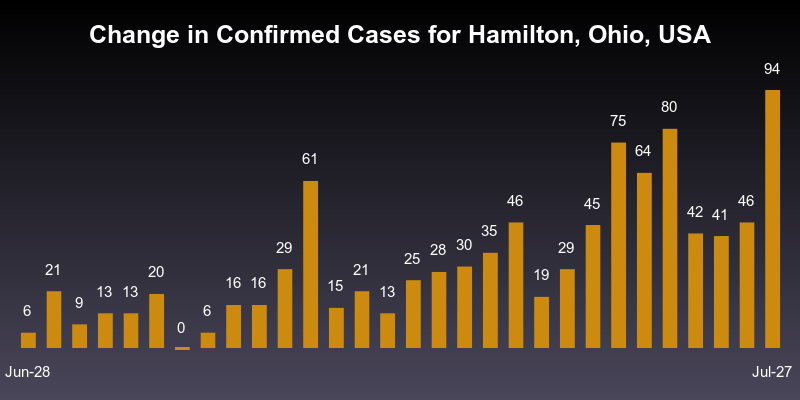 Change in Confirmed Cases for Hamilton, Ohio, USA
6 21 9 13 13 20 0 6 16 16 29 61 15 21 13 25 28 30 35 46 19 29 45 75 64 80 42 41 46 94
Jun-28 Jul-27